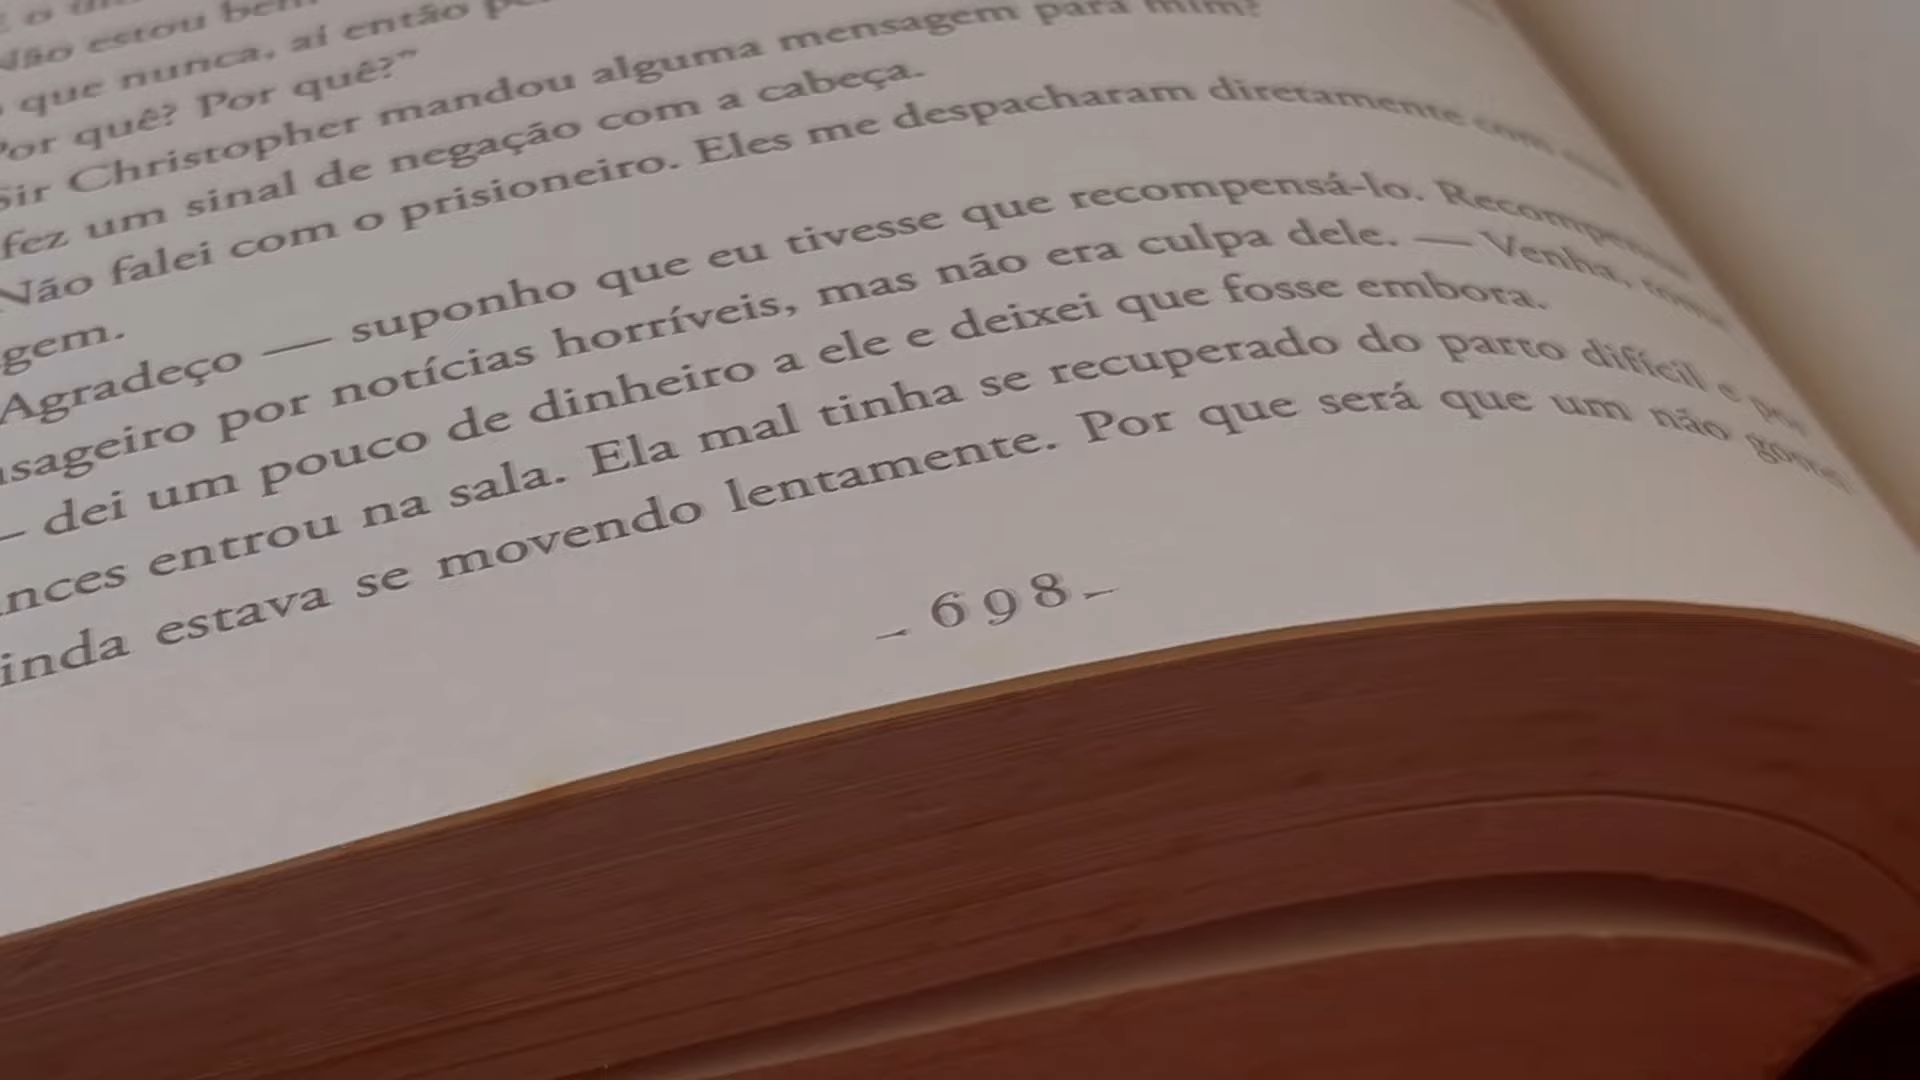 não estou bem
que nunca, aí então
Por quê? Por quê?”
Sir Christopher mandou alguma mensagem para mim?
fez um sinal de negação com a cabeça.
Não falei com o prisioneiro. Eles me despacharam diretamente com
gem.
Agradeço — suponho que eu tivesse que recompensá-lo. Recompensar
sageiro por notícias horríveis, mas não era culpa dele. — Venha, tome
— dei um pouco de dinheiro a ele e deixei que fosse embora.
nces entrou na sala. Ela mal tinha se recuperado do parto difícil e por
inda estava se movendo lentamente. Por que será que um não
– 698 –